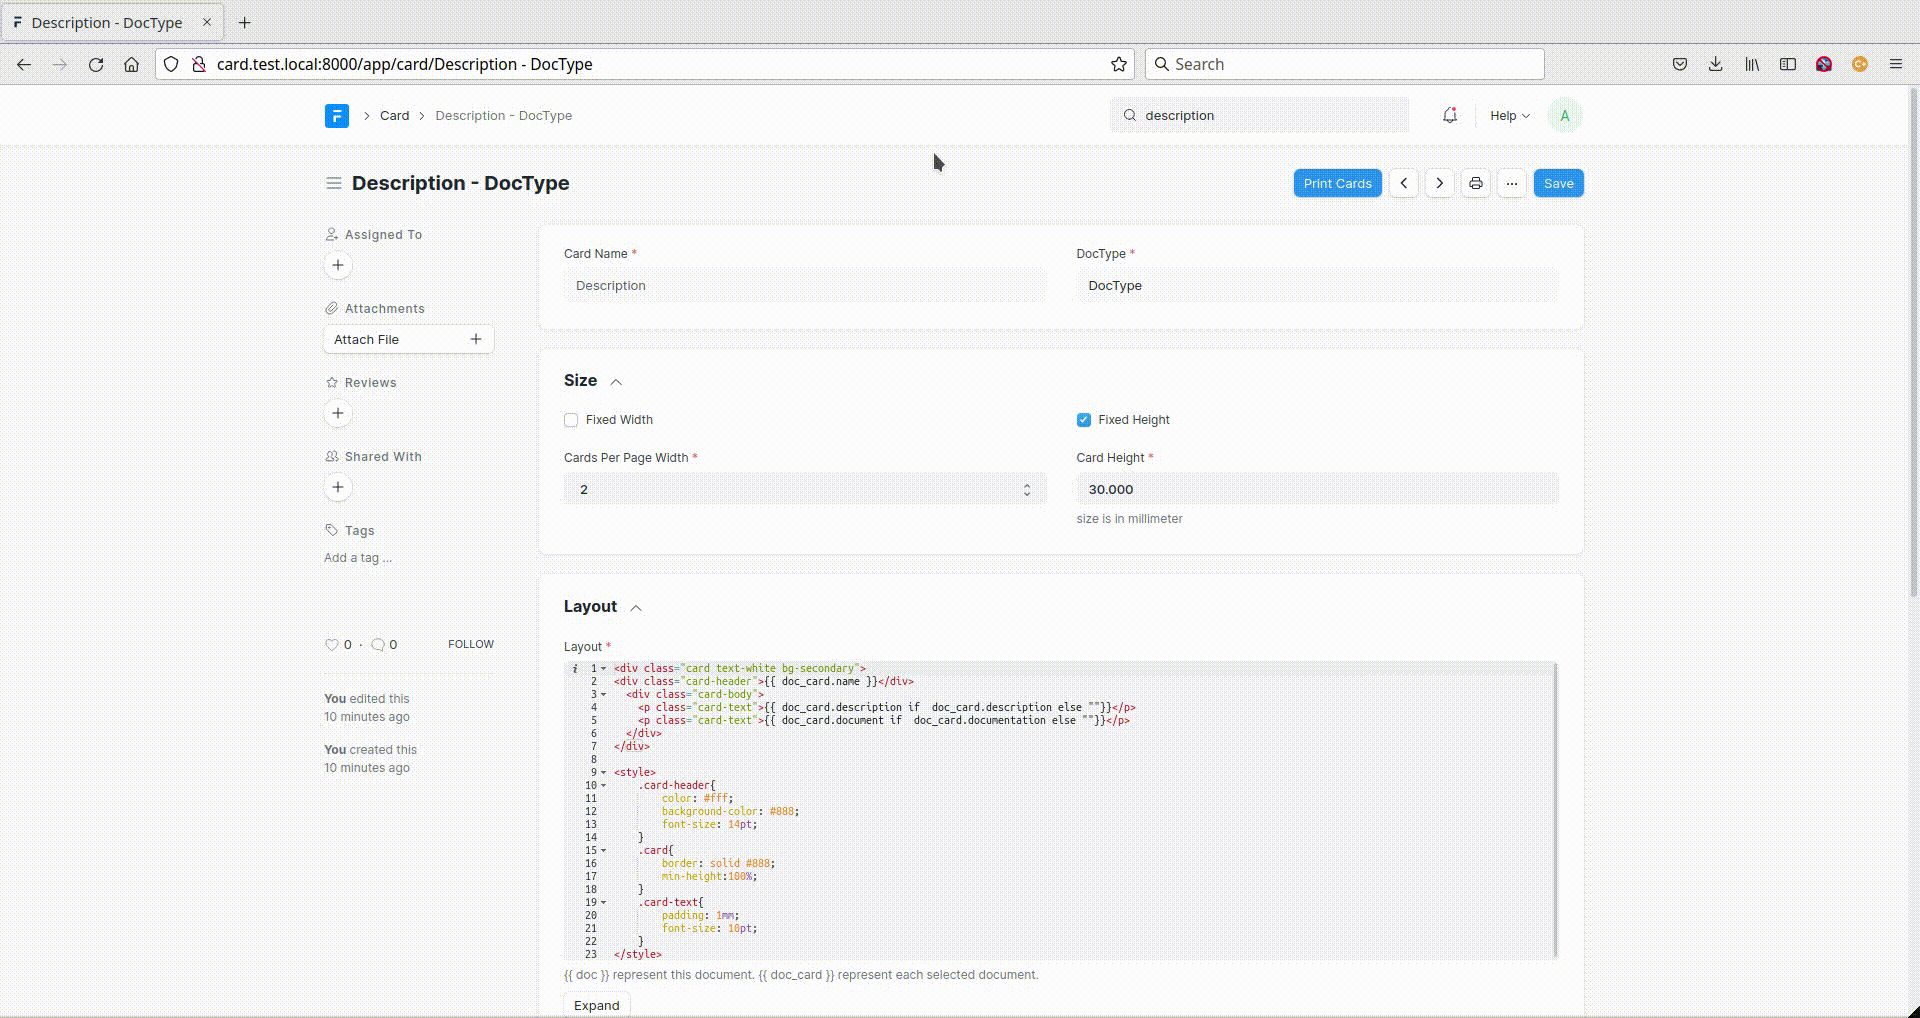 Description - DocType
card.test.local:8000/app/card/Description - DocType
Search
Card
Description - DocType
description
Help
A
Description - DocType
Print Cards
Save
Assigned To
Attachments
Attach File
Reviews
Shared With
Tags
Add a tag ...
0 · 0 FOLLOW
You edited this
10 minutes ago
You created this
10 minutes ago
Card Name *
Description
DocType *
DocType
Size
Fixed Width
Fixed Height
Cards Per Page Width *
2
Card Height *
30.000
size is in millimeter
Layout
Layout *
i 1 <div class="card text-white bg-secondary">
2 <div class="card-header">{{ doc_card.name }}</div>
3   <div class="card-body">
4     <p class="card-text">{{ doc_card.description if  doc_card.description else ""}}</p>
5     <p class="card-text">{{ doc_card.document if  doc_card.documentation else ""}}</p>
6   </div>
7 </div>
8
9 <style>
10     .card-header{
11         color: #fff;
12         background-color: #888;
13         font-size: 14pt;
14     }
15     .card{
16         border: solid #888;
17         min-height:100%;
18     }
19     .card-text{
20         padding: 1mm;
21         font-size: 10pt;
22     }
23 </style>
{{ doc }} represent this document. {{ doc_card }} represent each selected document.
Expand